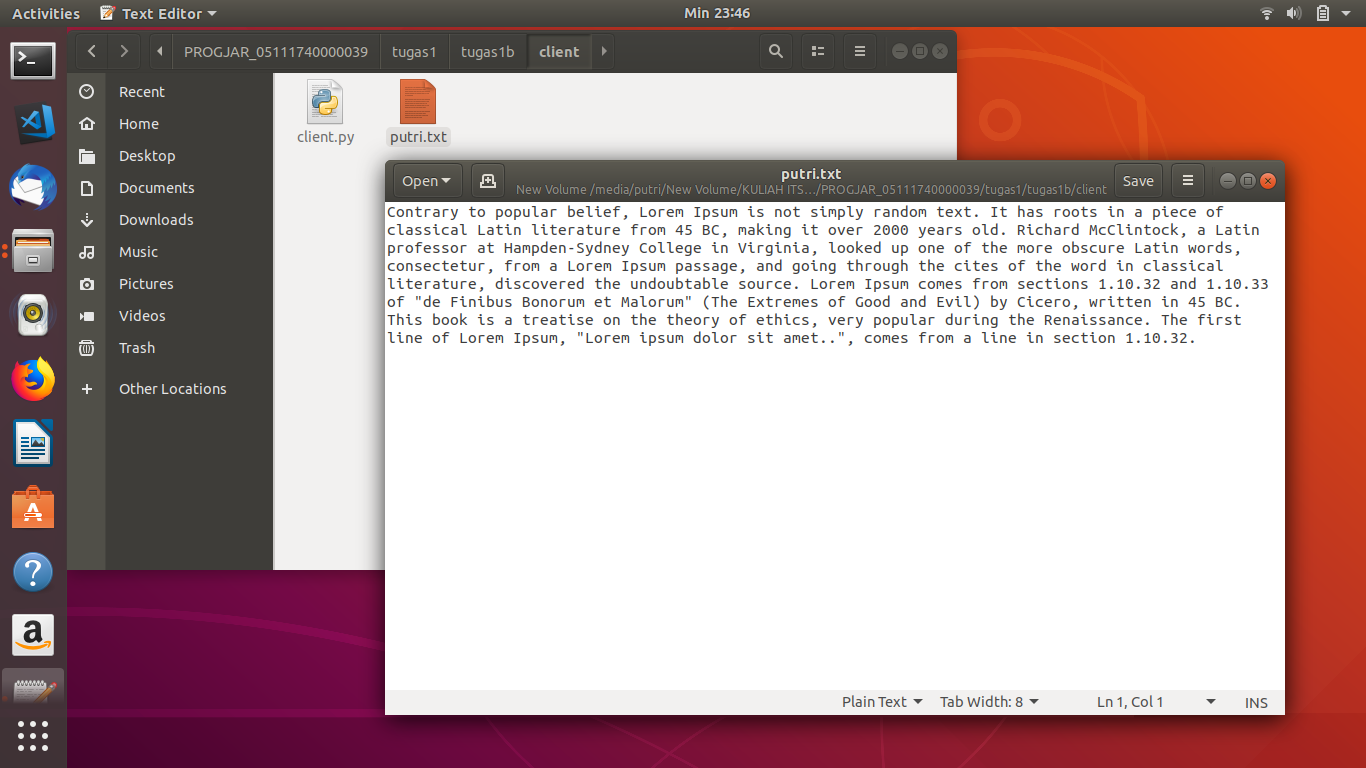 Activities
Text Editor
Min 23:46
PROGJAR_05111740000039
tugas1
tugas1b
client
Recent
Home
Desktop
Documents
Downloads
Music
Pictures
Videos
Trash
Other Locations
client.py
putri.txt
Open
putri.txt
New Volume /media/putri/New Volume/KULIAH ITS…/PROGJAR_05111740000039/tugas1/tugas1b/client
Save
Contrary to popular belief, Lorem Ipsum is not simply random text. It has roots in a piece of
classical Latin literature from 45 BC, making it over 2000 years old. Richard McClintock, a Latin
professor at Hampden-Sydney College in Virginia, looked up one of the more obscure Latin words,
consectetur, from a Lorem Ipsum passage, and going through the cites of the word in classical
literature, discovered the undoubtable source. Lorem Ipsum comes from sections 1.10.32 and 1.10.33
of "de Finibus Bonorum et Malorum" (The Extremes of Good and Evil) by Cicero, written in 45 BC.
This book is a treatise on the theory of ethics, very popular during the Renaissance. The first
line of Lorem Ipsum, "Lorem ipsum dolor sit amet..", comes from a line in section 1.10.32.
Plain Text
Tab Width: 8
Ln 1, Col 1
INS